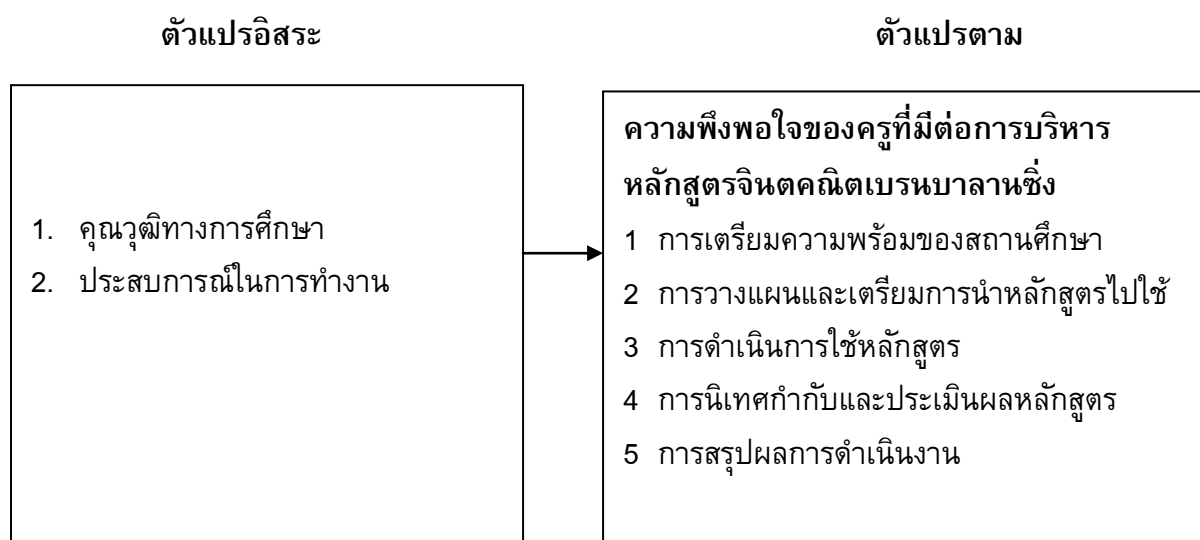 ตัวแปรอิสระ
ตัวแปรตาม
1. คุณวุฒิทางการศึกษา
2. ประสบการณ์ในการทำงาน
ความพึงพอใจของครูที่มีต่อการบริหาร
หลักสูตรจินตคณิตเบรนบาลานซิ่ง
1 การเตรียมความพร้อมของสถานศึกษา
2 การวางแผนและเตรียมการนำหลักสูตรไปใช้
3 การดำเนินการใช้หลักสูตร
4 การนิเทศกำกับและประเมินผลหลักสูตร
5 การสรุปผลการดำเนินงาน